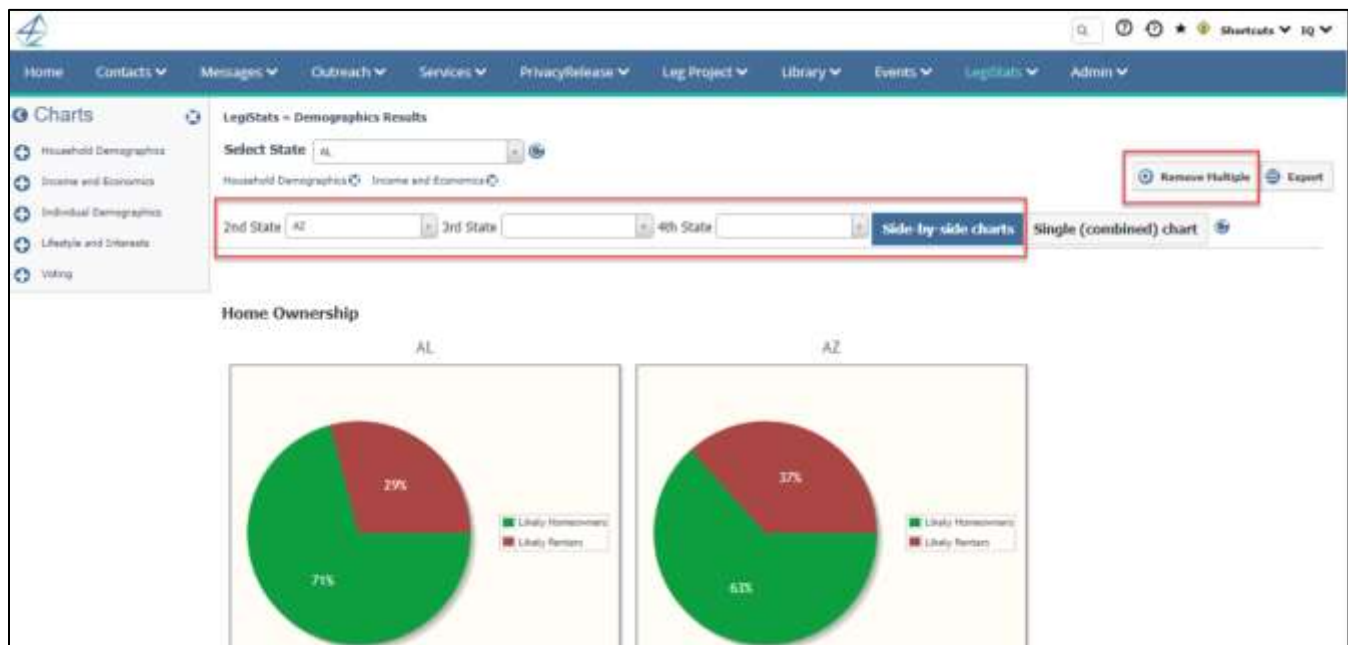 Shortcuts IQ
Home Contacts Messages Outreach Services PrivacyRelease Leg Project Library Events LegiStats Admin
Charts
Household Demographics
Income and Economics
Individual Demographics
Lifestyle and Interests
Voting
LegiStats - Demographics Results
Select State AL
Household Demographics Income and Economics
Remove Multiple Export
2nd State AZ 3rd State 4th State Side-by-side charts Single (combined) chart
Home Ownership
AL AZ
29%
71%
Likely Homeowners
Likely Renters
37%
63%
Likely Homeowners
Likely Renters